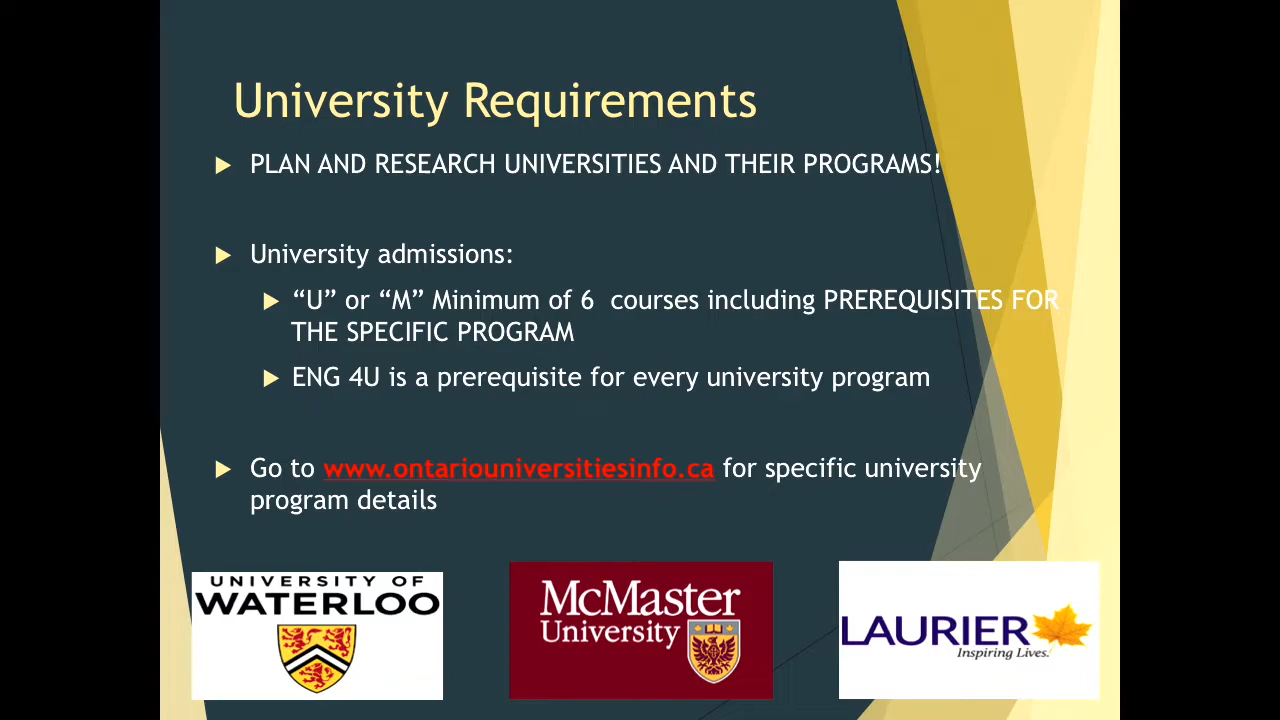 University Requirements
PLAN AND RESEARCH UNIVERSITIES AND THEIR PROGRAMS!
University admissions:
“U” or “M” Minimum of 6 courses including PREREQUISITES FOR
THE SPECIFIC PROGRAM
ENG 4U is a prerequisite for every university program
Go to www.ontariouniversitiesinfo.ca for specific university
program details
UNIVERSITY OF
WATERLOO
McMaster
University
LAURIER
Inspiring Lives.